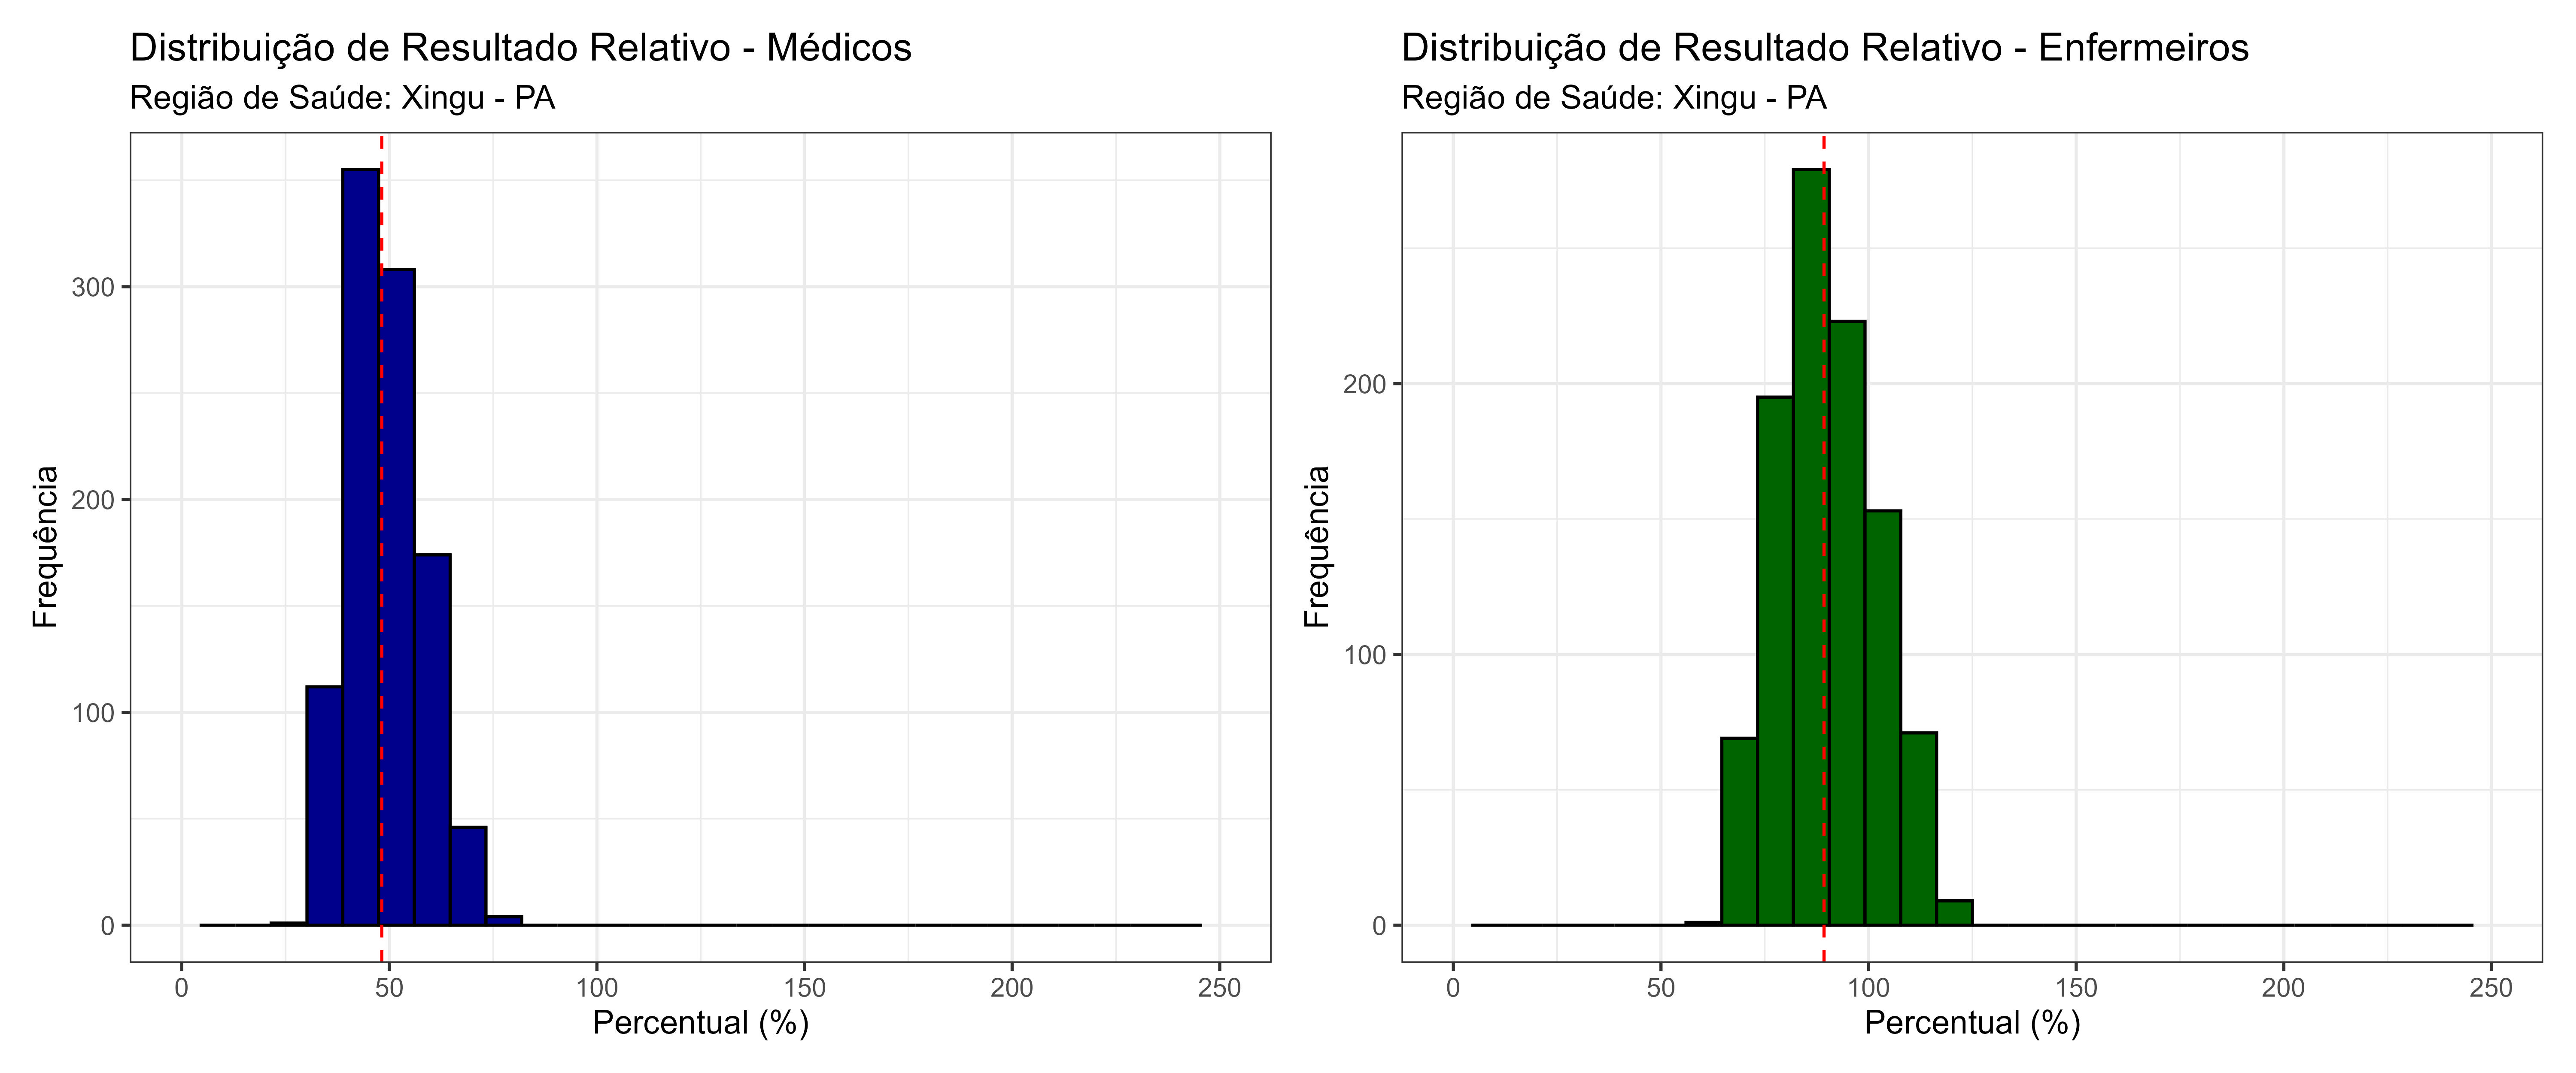 Distribuição de Resultado Relativo - Médicos
Região de Saúde: Xingu - PA
Frequência
300
200
100
0
0 50 100 150 200 250
Percentual (%)
Distribuição de Resultado Relativo - Enfermeiros
Região de Saúde: Xingu - PA
Frequência
200
100
0
0 50 100 150 200 250
Percentual (%)